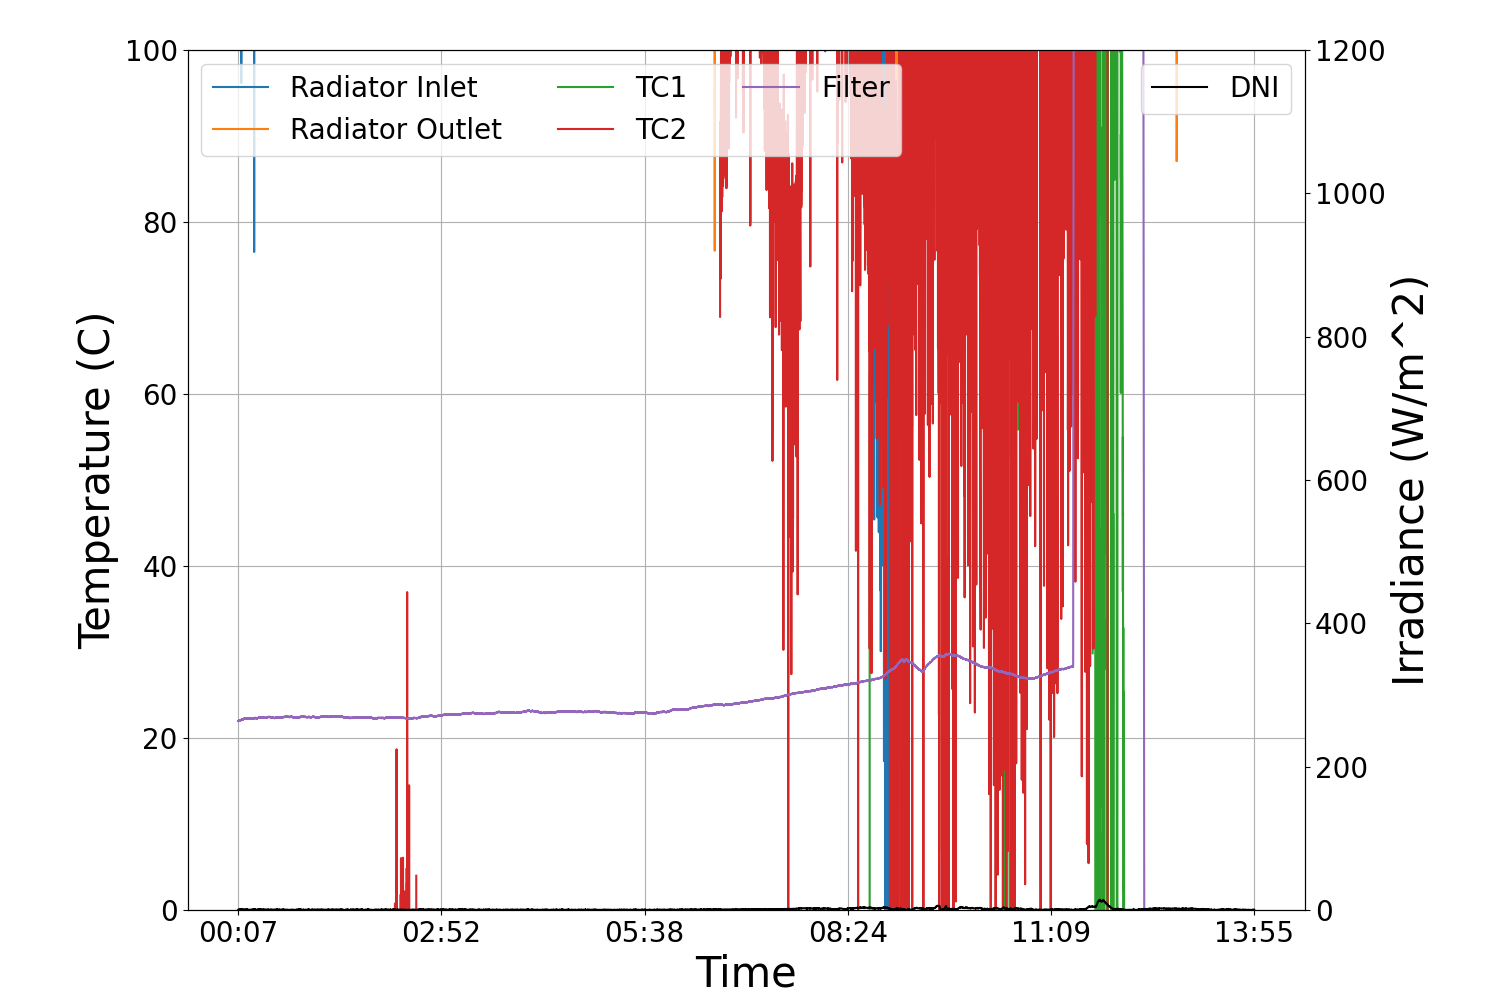 100
80
60
40
20
0
Temperature (C)
Radiator Inlet
Radiator Outlet
TC1
TC2
Filter
DNI
1200
1000
800
600
400
200
0
Irradiance (W/m^2)
00:07
02:52
05:38
08:24
11:09
13:55
Time